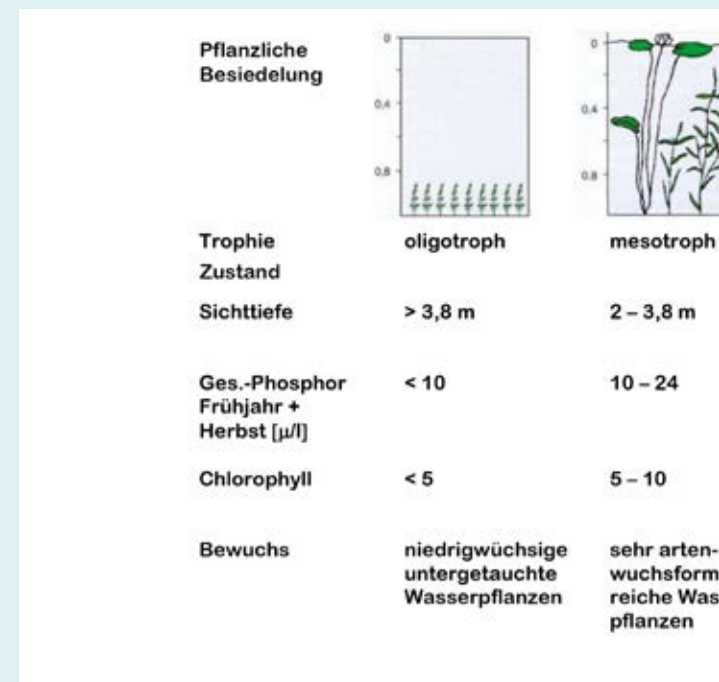 Pflanzliche
Besiedelung
0
0,4
0,8
0
0,4
0,8
Trophie
Zustand
oligotroph
mesotroph
Sichttiefe
> 3,8 m
2 – 3,8 m
Ges.-Phosphor
Frühjahr +
Herbst [µ/l]
< 10
10 – 24
Chlorophyll
< 5
5 – 10
Bewuchs
niedrigwüchsige
untergetauchte
Wasserpflanzen
sehr arten-
wuchsform
reiche Was
pflanzen